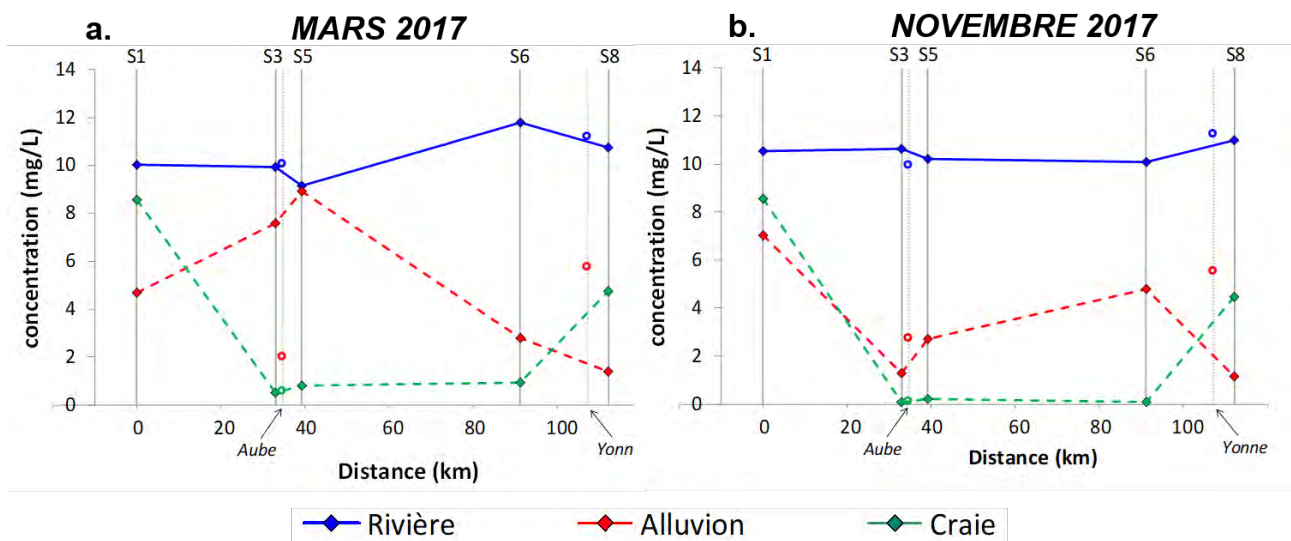 a. MARS 2017
S1 S3 S5 S6 S8
14
12
10
8
6
4
2
0
concentration (mg/L)
0 20 40 60 80 100
Aube
Yonn
Distance (km)
b. NOVEMBRE 2017
S1 S3 S5 S6 S8
14
12
10
8
6
4
2
0
concentration (mg/L)
0 20 40 60 80 100
Aube
Yonne
Distance (km)
Rivière Alluvion Craie